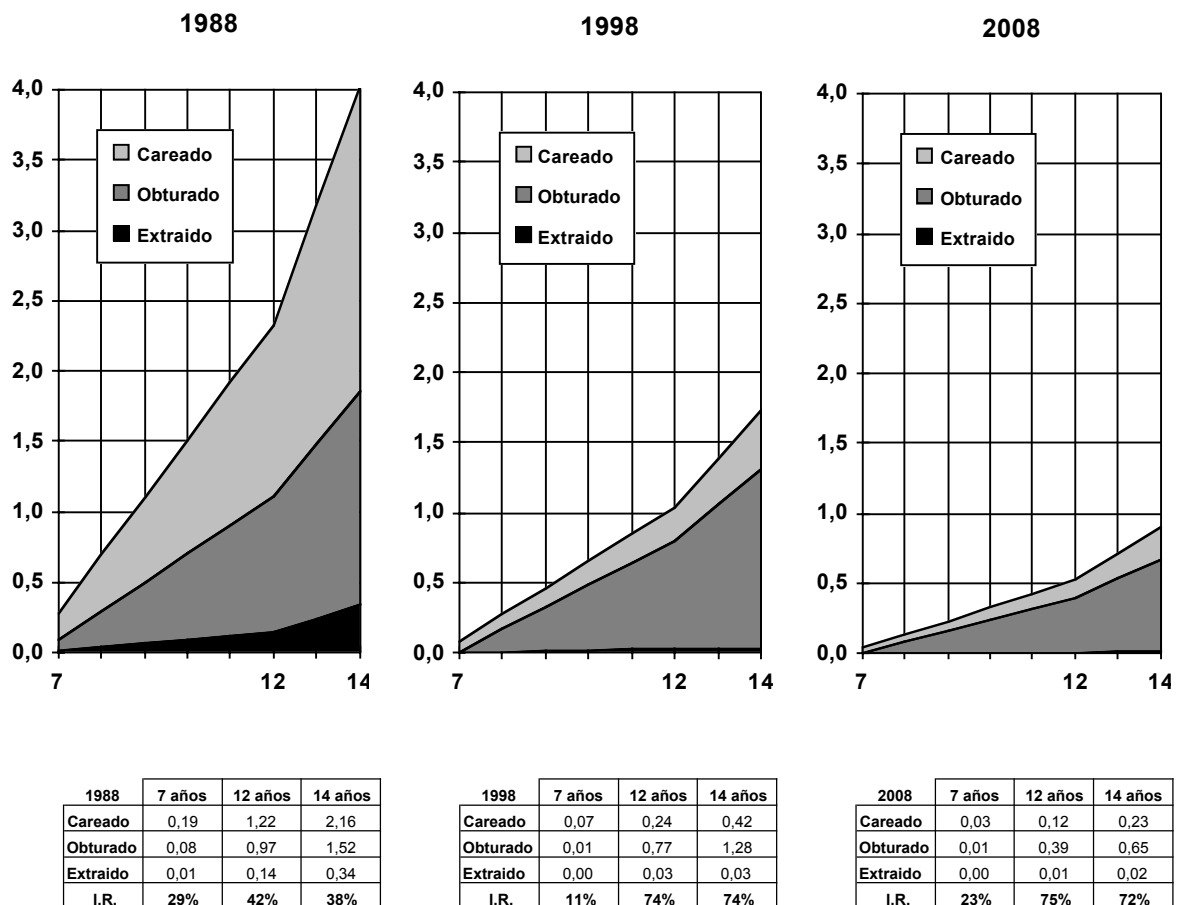 1988
1998
2008
4,0
3,5
3,0
2,5
2,0
1,5
1,0
0,5
0,0
7
12
14
Careado
Obturado
Extraido
4,0
3,5
3,0
2,5
2,0
1,5
1,0
0,5
0,0
7
12
14
Careado
Obturado
Extraido
4,0
3,5
3,0
2,5
2,0
1,5
1,0
0,5
0,0
7
12
14
Careado
Obturado
Extraido
1988 7 años 12 años 14 años
Careado 0,19 1,22 2,16
Obturado 0,08 0,97 1,52
Extraido 0,01 0,14 0,34
I.R. 29% 42% 38%
1998 7 años 12 años 14 años
Careado 0,07 0,24 0,42
Obturado 0,01 0,77 1,28
Extraido 0,00 0,03 0,03
I.R. 11% 74% 74%
2008 7 años 12 años 14 años
Careado 0,03 0,12 0,23
Obturado 0,01 0,39 0,65
Extraido 0,00 0,01 0,02
I.R. 23% 75% 72%